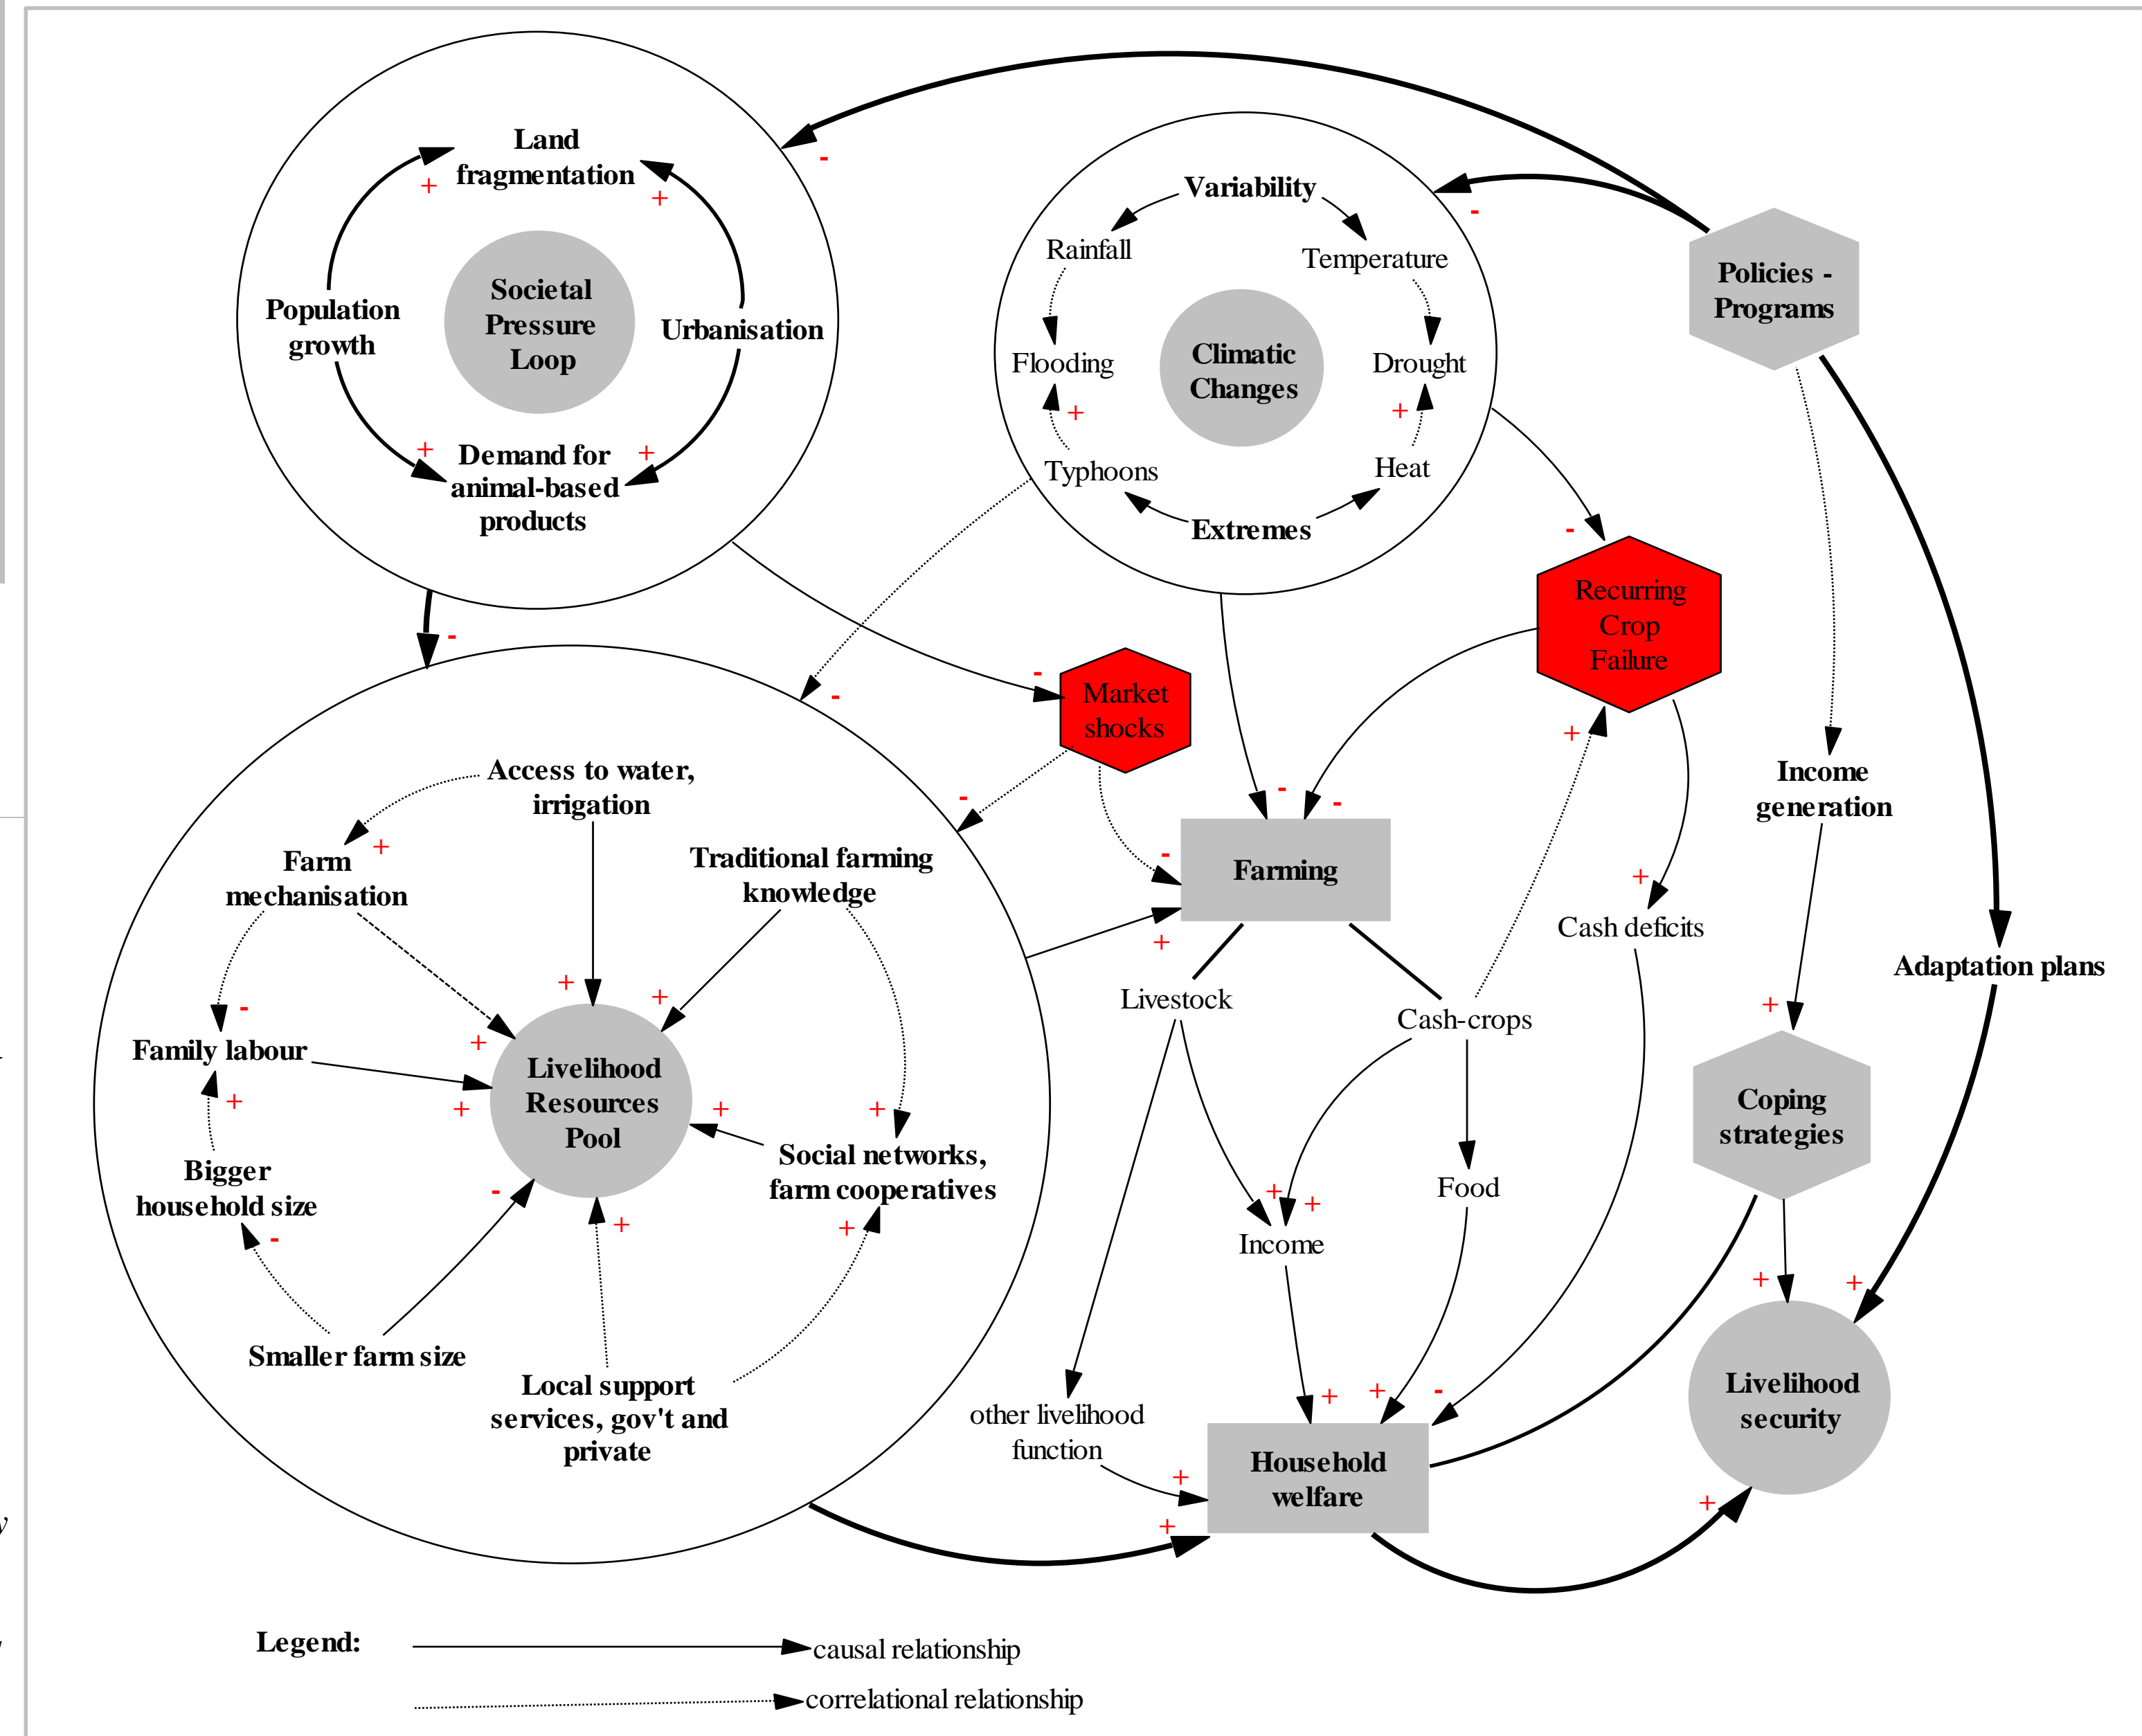 Land
fragmentation
+
+
Societal
Pressure
Loop
Population
growth
Urbanisation
+
+
Demand for
animal-based
products
-
-
Variability
Rainfall
Temperature
Climatic
Changes
Flooding
Drought
+
+
Typhoons
Heat
Extremes
Policies -
Programs
-
Recurring
Crop
Failure
-
-
-
Market
shocks
-
-
-
-
+
Access to water,
irrigation
+
Farm
mechanisation
Traditional farming
knowledge
Farming
+
Income
generation
+
Cash deficits
Adaptation plans
Livestock
Cash-crops
+
+
-
+
+
Family labour
+
+
+
+
Livelihood
Resources
Pool
Social networks,
farm cooperatives
Bigger
household size
-
-
+
+
Smaller farm size
Local support
services, gov't and
private
+
Coping
strategies
Food
+
+
Income
+
+
Livelihood
security
other livelihood
function
+
+
-
+
+
Household
welfare
+
Legend:
causal relationship
correlational relationship